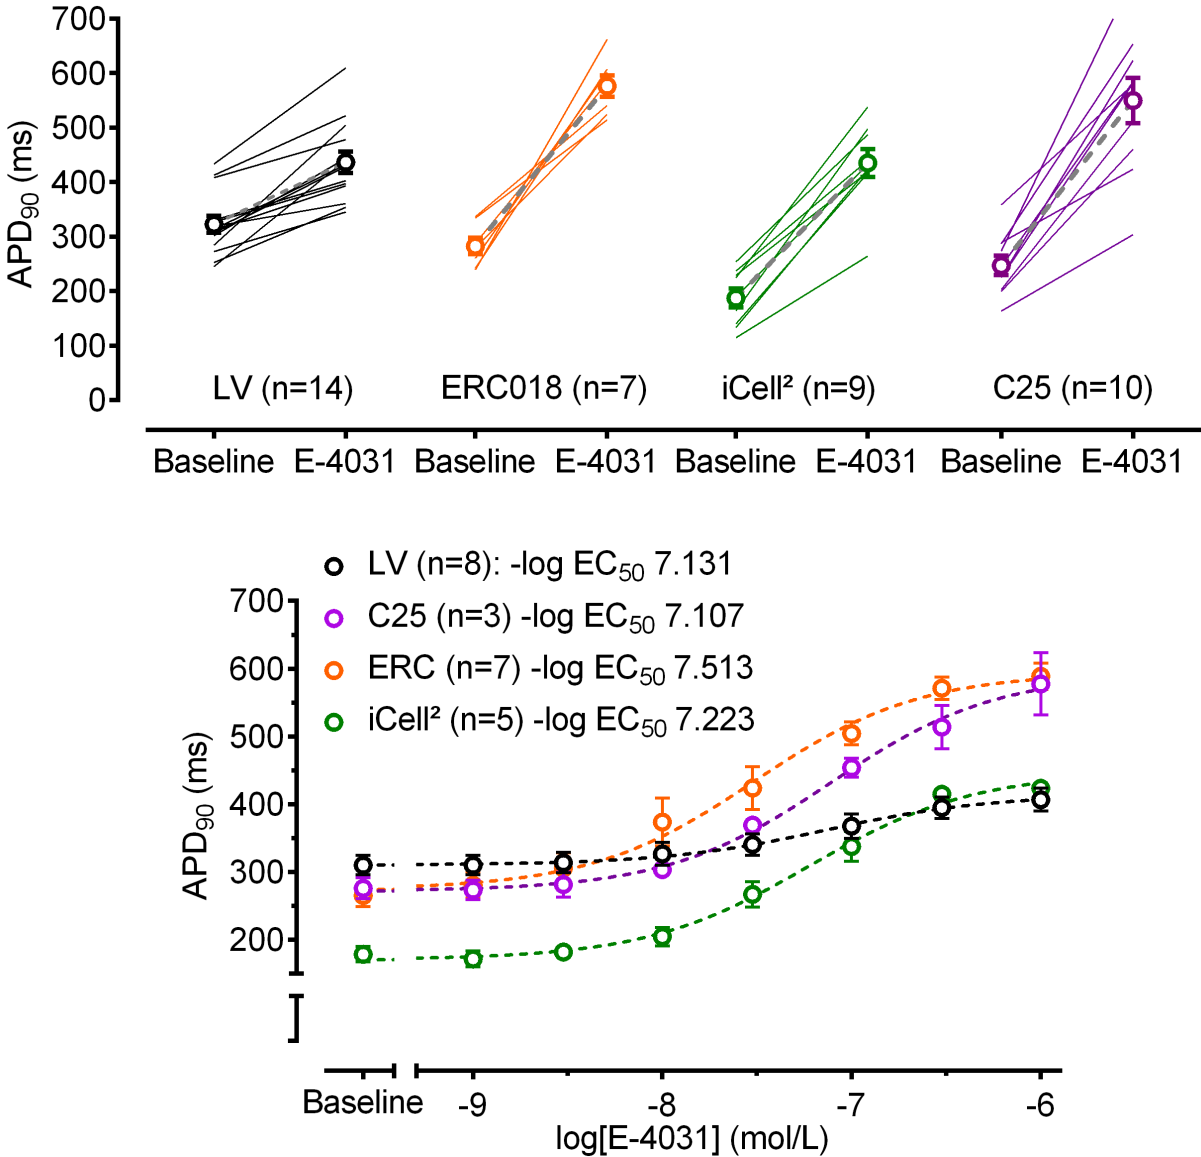 700
600
500
400
300
200
100
0
APD90 (ms)
LV (n=14) ERC018 (n=7) iCell² (n=9) C25 (n=10)
Baseline E-4031 Baseline E-4031 Baseline E-4031 Baseline E-4031
LV (n=8): -log EC50 7.131
C25 (n=3) -log EC50 7.107
ERC (n=7) -log EC50 7.513
iCell² (n=5) -log EC50 7.223
700
600
500
400
300
200
APD90 (ms)
Baseline -9 -8 -7 -6
log[E-4031] (mol/L)